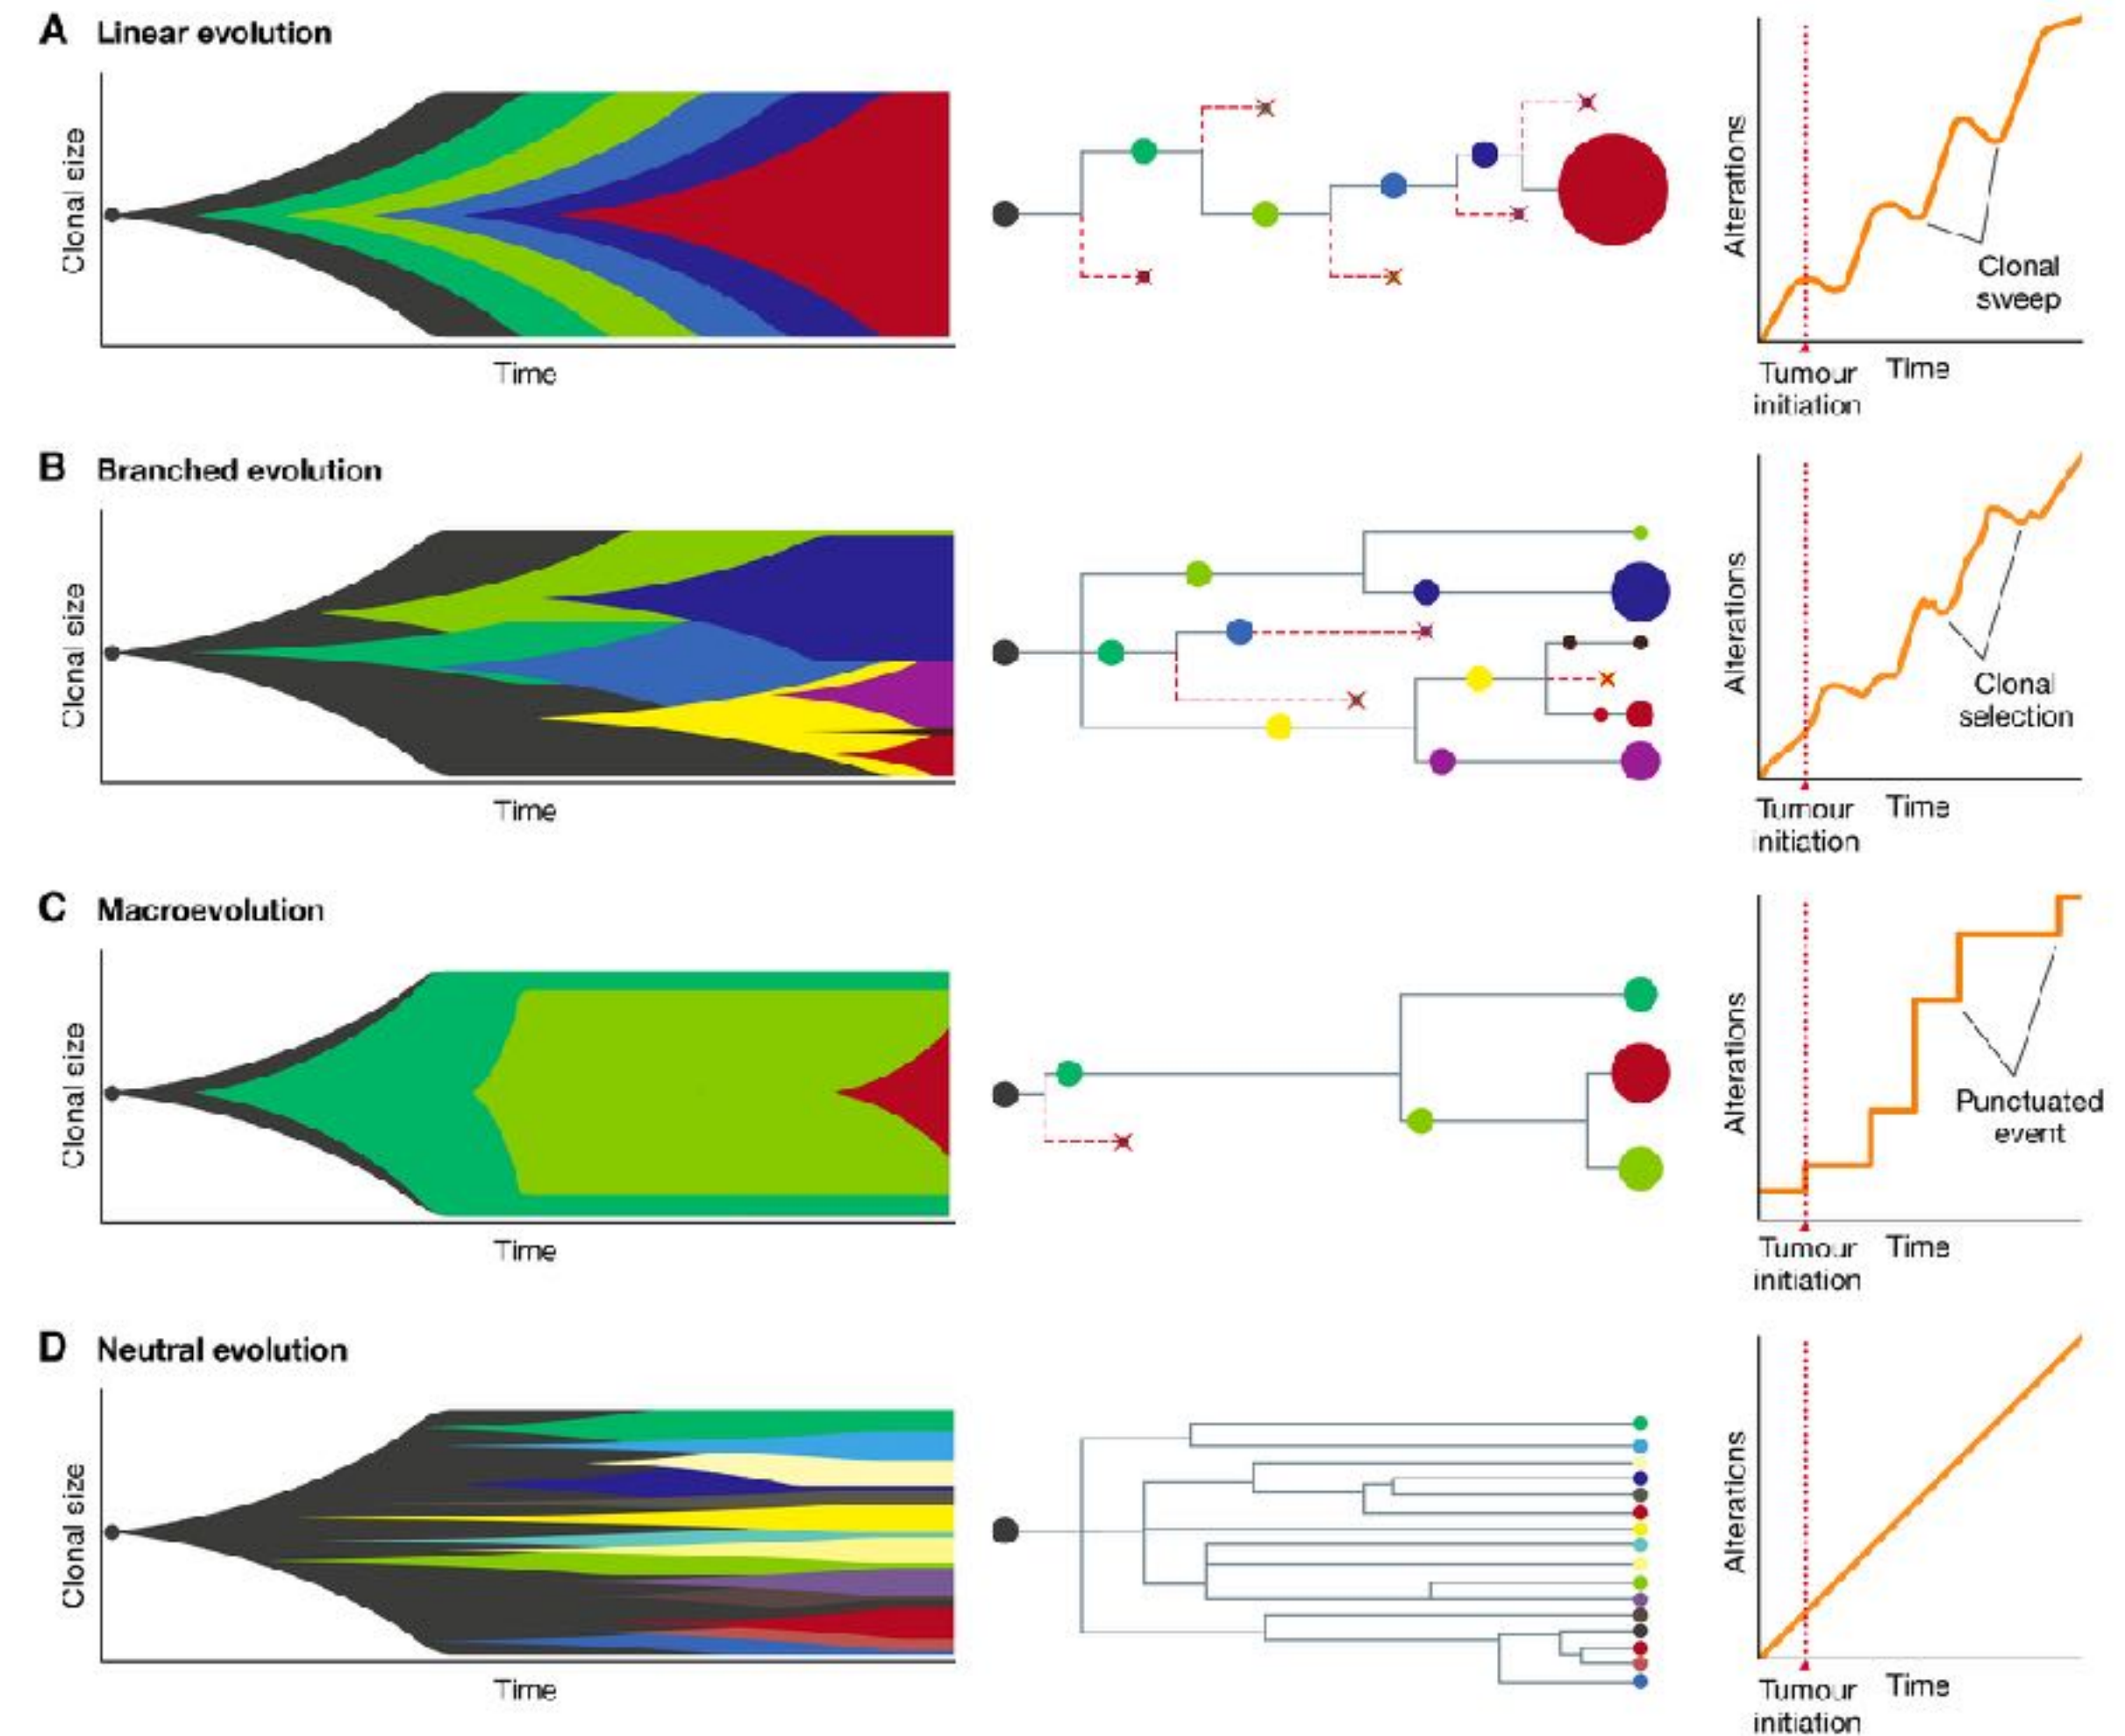 A Linear evolution
Clonal size
Time
Alterations
Clonal
sweep
Tumour
initiation
Time
B Branched evolution
Clonal size
Time
Alterations
Clonal
selection
Tumour
initiation
Time
C Macroevolution
Clonal size
Time
Alterations
Punctuated
event
Tumour
initiation
Time
D Neutral evolution
Clonal size
Time
Alterations
Tumour
initiation
Time